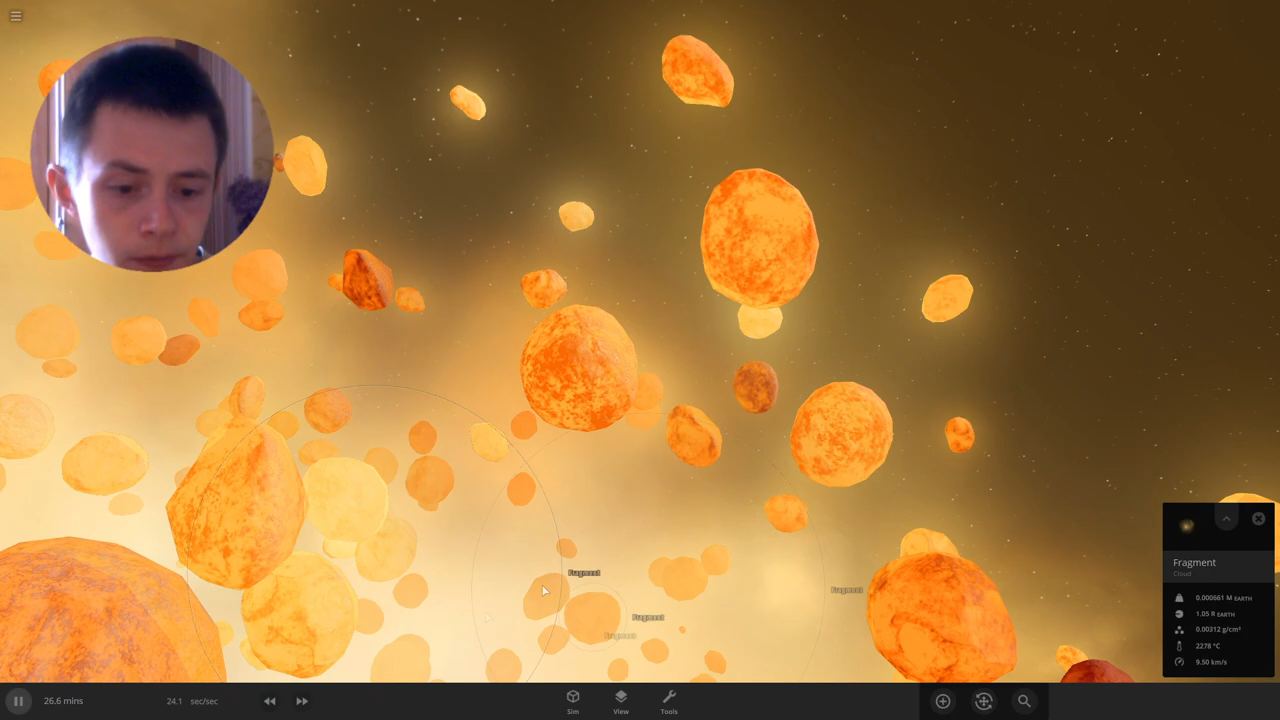 Fragment
Fragment
Fragment
Fragment
Fragment
Cloud
0.000661 M EARTH
1.05 R EARTH
0.00312 g/cm³
2278 °C
9.50 km/s
26.6 mins
24.1 sec/sec
Sim
View
Tools